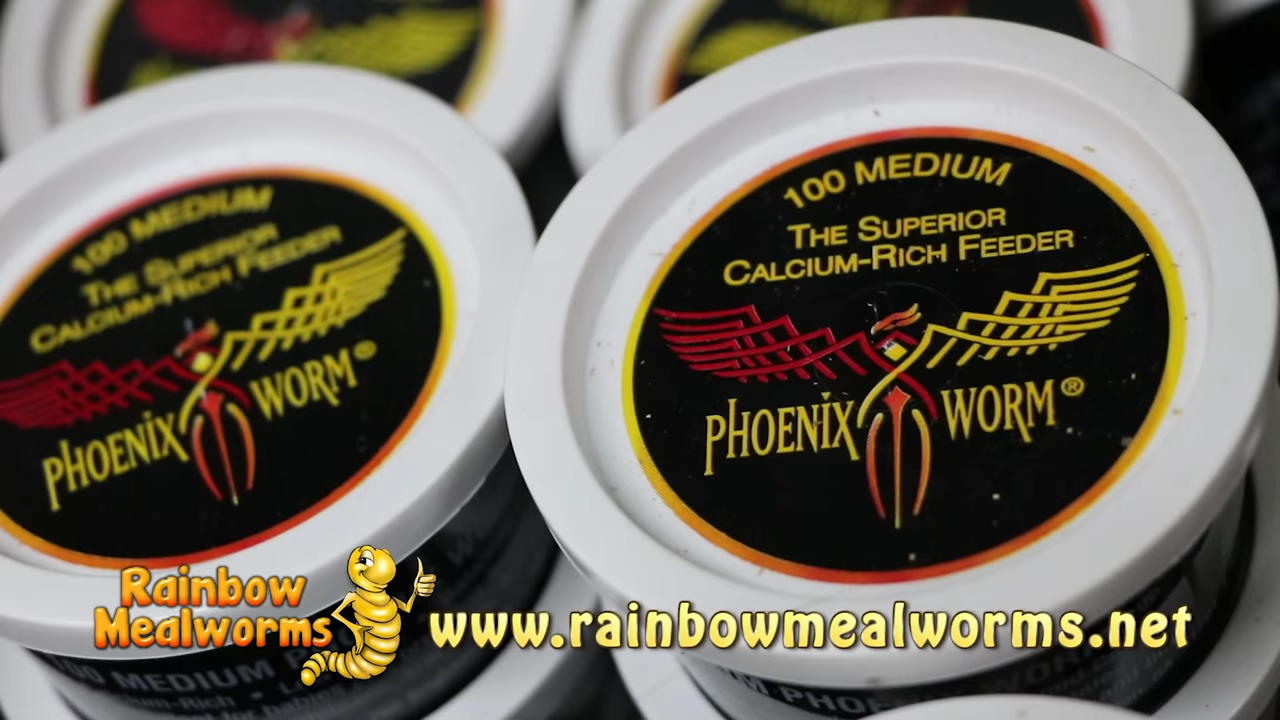 100 MEDIUM
THE SUPERIOR
CALCIUM-RICH FEEDER
PHOENIX WORM®
100 MEDIUM
THE SUPERIOR
CALCIUM-RICH FEEDER
PHOENIX WORM®
100 MEDIUM
Rainbow
Mealworms
www.rainbowmealworms.net